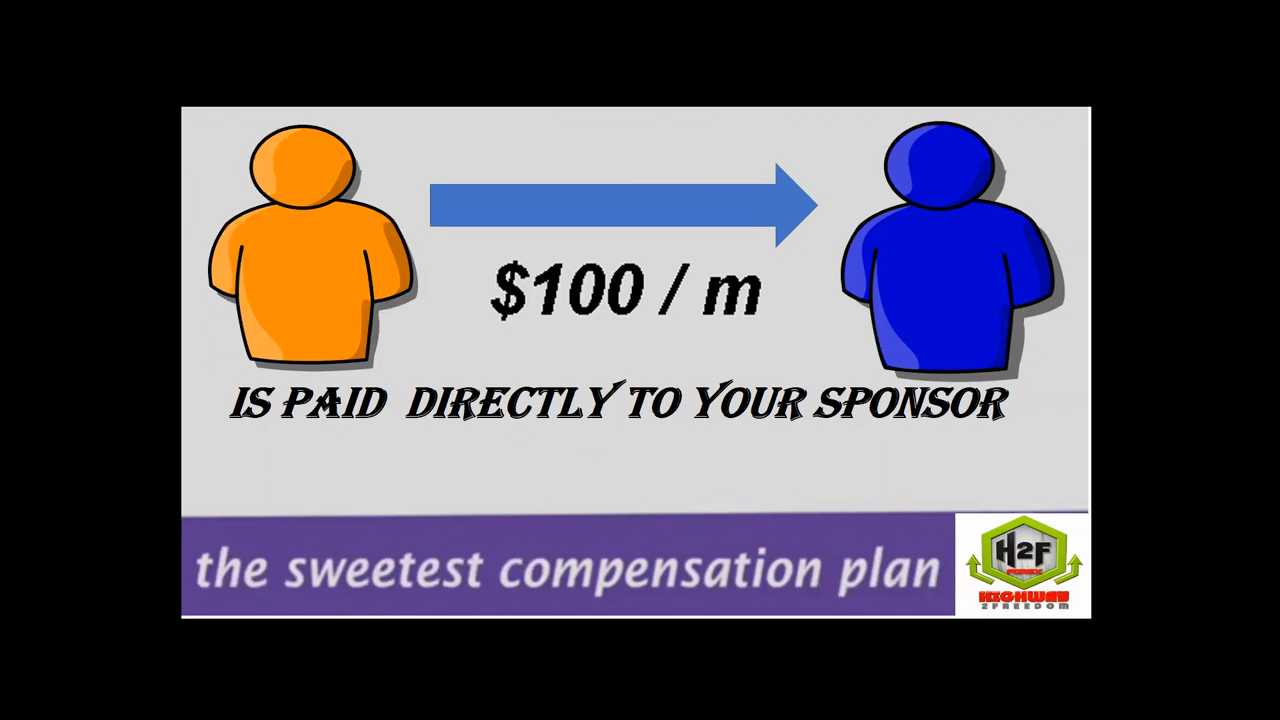 $100 / m
IS PAID DIRECTLY TO YOUR SPONSOR
the sweetest compensation plan
H2F
HIGHWAY
2FREEDOM